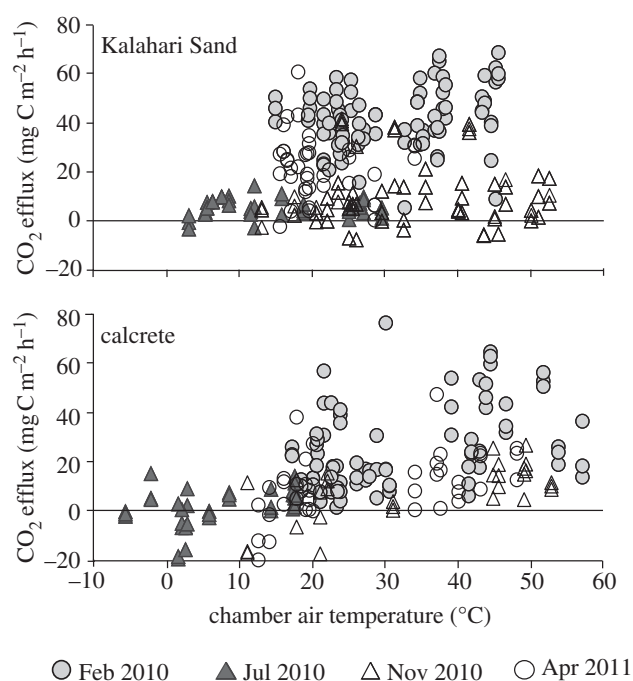 Kalahari Sand
CO2 efflux (mg C m−2 h−1)
80
60
40
20
0
−20
calcrete
CO2 efflux (mg C m−2 h−1)
80
60
40
20
0
−20
−10 0 10 20 30 40 50 60
chamber air temperature (°C)
Feb 2010 Jul 2010 Nov 2010 Apr 2011